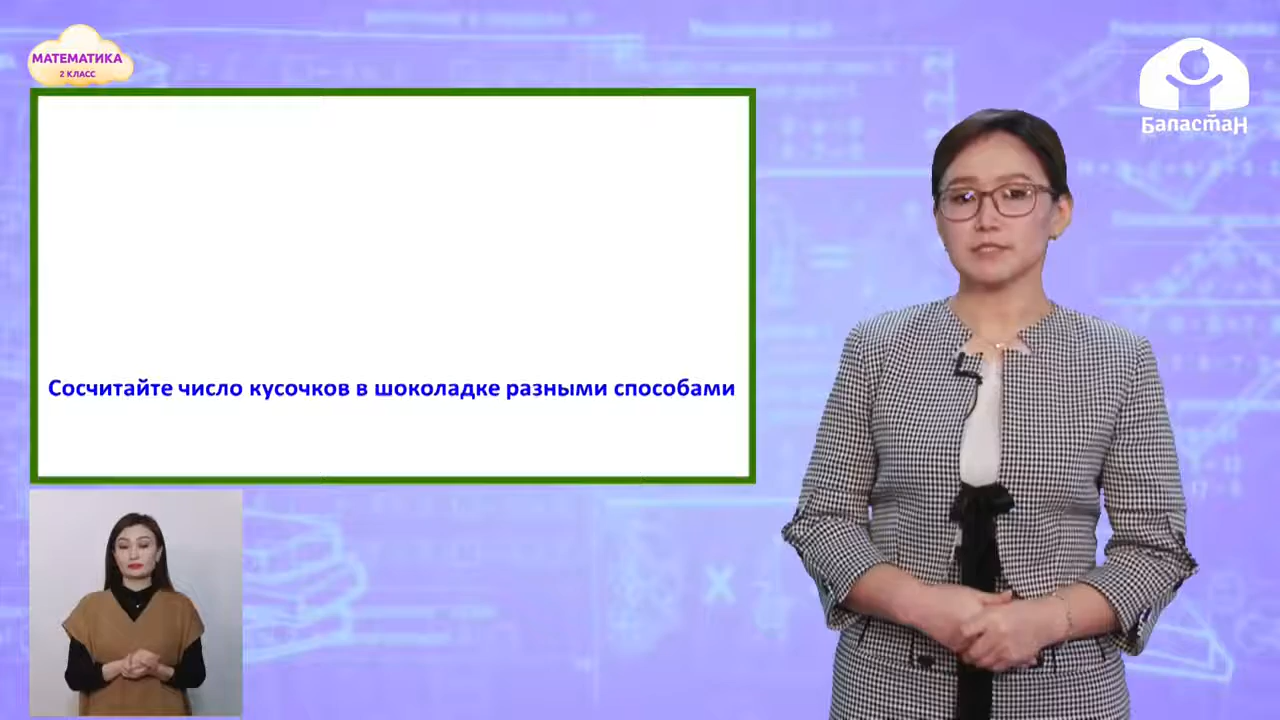 МАТЕМАТИКА
2 КЛАСС
Баластан
Сосчитайте число кусочков в шоколадке разными способами